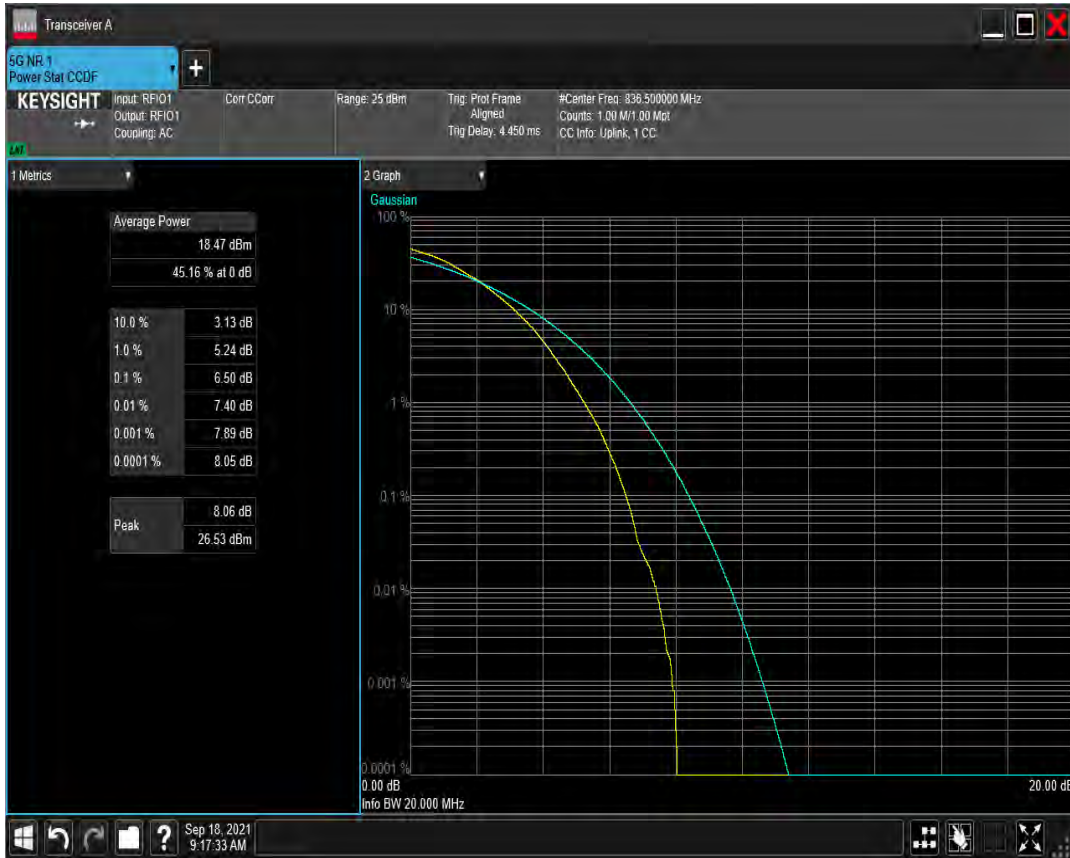 Transceiver A
5G NR 1
Power Stat CCDF
+
KEYSIGHT
Input: RFIO1
Output: RFIO1
Coupling: AC
Corr CCorr
Range: 25 dBm
Trig: Prot Frame
Aligned
Trig Delay: 4.450 ms
#Center Freq: 836.500000 MHz
Counts: 1.00 M/1.00 Mpt
CC Info: Uplink, 1 CC
LXI
1 Metrics
Average Power
18.47 dBm
45.16 % at 0 dB
10.0 % 3.13 dB
1.0 % 5.24 dB
0.1 % 6.50 dB
0.01 % 7.40 dB
0.001 % 7.89 dB
0.0001 % 8.05 dB
Peak
8.06 dB
26.53 dBm
2 Graph
Gaussian
100 %
10 %
1 %
0.1 %
0.01 %
0.001 %
0.0001 %
0.00 dB
20.00 dB
Info BW 20.000 MHz
?
Sep 18, 2021
9:17:33 AM